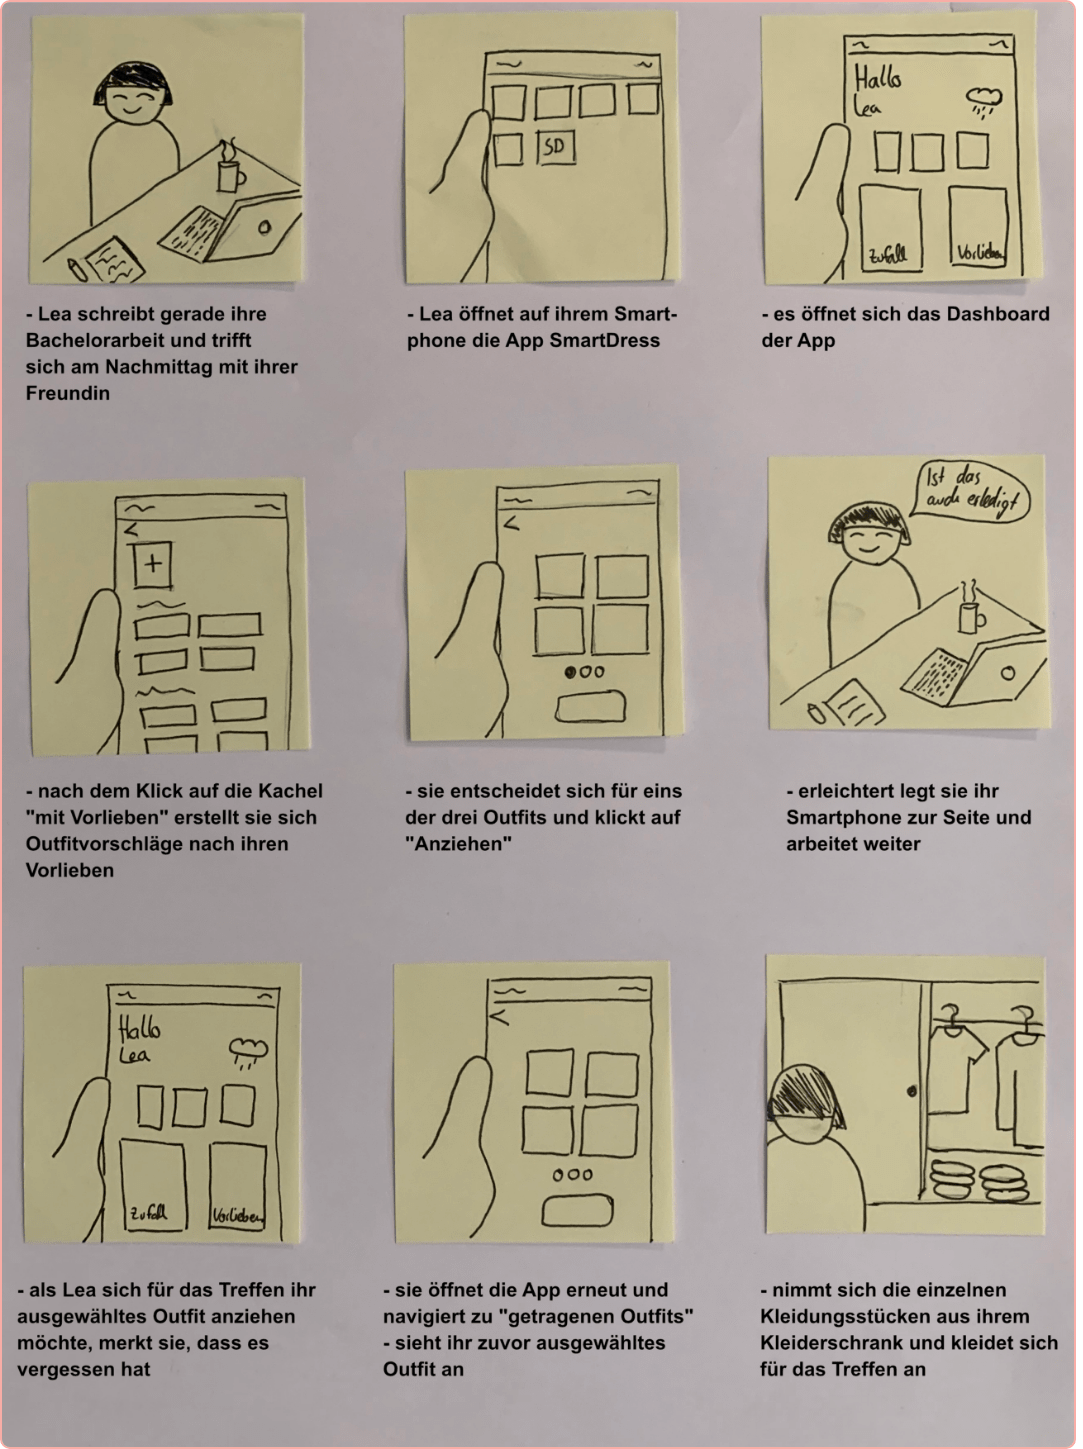 SD
Hallo
Lea
Zufall
Vorlieben
- Lea schreibt gerade ihre
Bachelorarbeit und trifft
sich am Nachmittag mit ihrer
Freundin
- Lea öffnet auf ihrem Smart-
phone die App SmartDress
- es öffnet sich das Dashboard
der App
+
Ist das
auch erledigt
- nach dem Klick auf die Kachel
"mit Vorlieben" erstellt sie sich
Outfitvorschläge nach ihren
Vorlieben
- sie entscheidet sich für eins
der drei Outfits und klickt auf
"Anziehen"
- erleichtert legt sie ihr
Smartphone zur Seite und
arbeitet weiter
Hallo
Lea
Zufall
Vorlieben
- als Lea sich für das Treffen ihr
ausgewähltes Outfit anziehen
möchte, merkt sie, dass es
vergessen hat
- sie öffnet die App erneut und
navigiert zu "getragenen Outfits"
- sieht ihr zuvor ausgewähltes
Outfit an
- nimmt sich die einzelnen
Kleidungsstücken aus ihrem
Kleiderschrank und kleidet sich
für das Treffen an